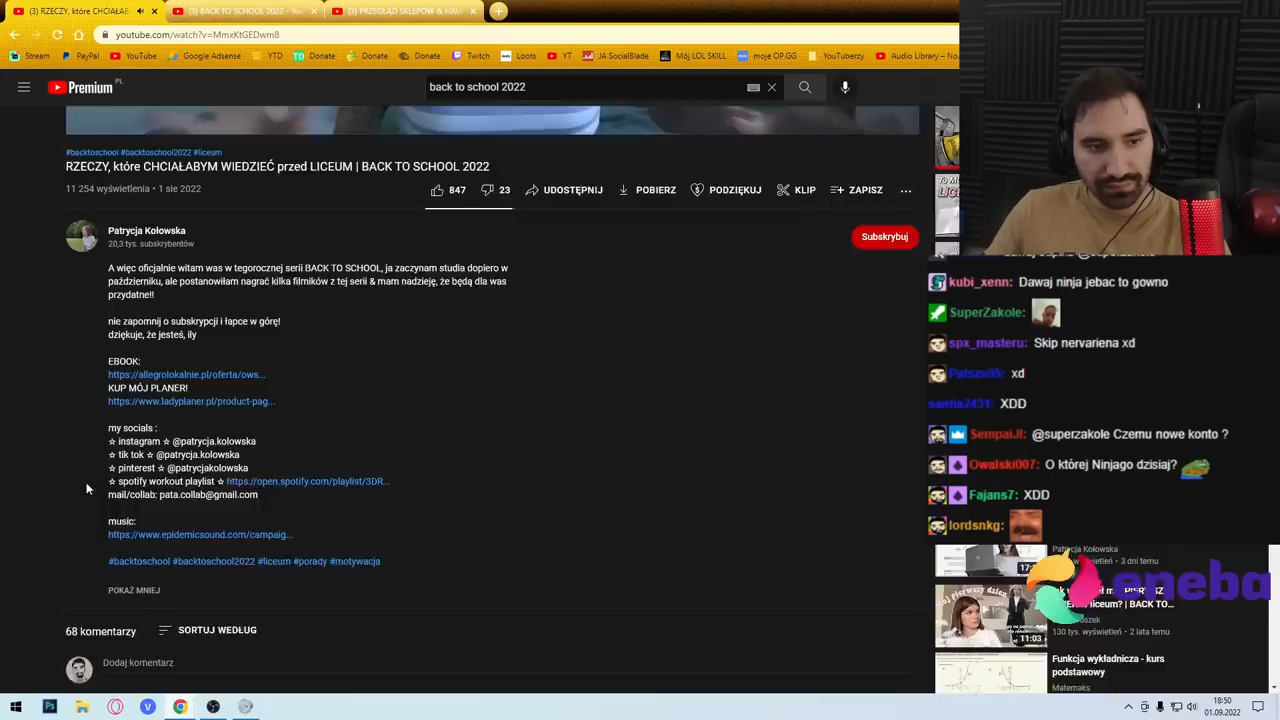 (3) RZECZY, które CHCIAŁAB
(3) BACK TO SCHOOL 2022 - Yo
(3) PRZEGLĄD SKLEPÓW & HAU
youtube.com/watch?v=MmxKtGEDwm8
Stream
PayPal
YouTube
Google Adsense
YTD
Donate
Donate
Donate
Twitch
Loots
YT
JA SocialBlade
Mój LOL SKILL
moje OP.GG
YouTuberzy
Audio Library – No
Premium PL
back to school 2022
#backtoschool #backtoschool2022 #liceum
RZECZY, które CHCIAŁABYM WIEDZIEĆ przed LICEUM | BACK TO SCHOOL 2022
11 254 wyświetlenia • 1 sie 2022
847
23
UDOSTĘPNIJ
POBIERZ
PODZIĘKUJ
KLIP
ZAPISZ
Patrycja Kołowska
20,3 tys. subskrybentów
Subskrybuj
A więc oficjalnie witam was w tegorocznej serii BACK TO SCHOOL, ja zaczynam studia dopiero w
październiku, ale postanowiłam nagrać kilka filmików z tej serii & mam nadzieję, że będą dla was
przydatne!!
nie zapomnij o subskrypcji i łapce w górę!
dziękuje, że jesteś, ily
EBOOK:
https://allegrolokalnie.pl/oferta/ows...
KUP MÓJ PLANER!
https://www.ladyplaner.pl/product-pag...
my socials :
☆ instagram ☆ @patrycja.kolowska
☆ tik tok ☆ @patrycja.kolowska
☆ pinterest ☆ @patrycjakolowska
☆ spotify workout playlist ☆ https://open.spotify.com/playlist/3DR...
mail/collab: pata.collab@gmail.com
music:
https://www.epidemicsound.com/campaig...
#backtoschool #backtoschool2022 #liceum #porady #motywacja
POKAŻ MNIEJ
68 komentarzy
SORTUJ WEDŁUG
Dodaj komentarz
kubi_xenn: Dawaj ninja jebac to gowno
SuperZakole:
spx_masteru: Skip nervariena xd
Patszn95: xd
sanfia2431: XDD
SempaiJI: @superzakole Czemu nowe konto ?
Owalski007: O której Ninjago dzisiaj?
Fajans7: XDD
lordsnkg:
Patrycja Kołowska
3 dni temu
eneba
pierwszy dzień
11:03
130 tys. wyświetleń • 2 lata temu
Funkcja wykładnicza - kurs
podstawowy
Matemaks
18:50
01.09.2022